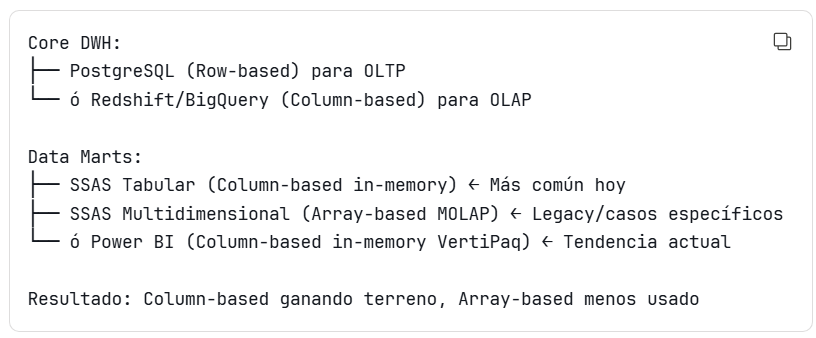 Core DWH:
├── PostgreSQL (Row-based) para OLTP
└── ó Redshift/BigQuery (Column-based) para OLAP

Data Marts:
├── SSAS Tabular (Column-based in-memory) ← Más común hoy
├── SSAS Multidimensional (Array-based MOLAP) ← Legacy/casos específicos
└── ó Power BI (Column-based in-memory VertiPaq) ← Tendencia actual

Resultado: Column-based ganando terreno, Array-based menos usado